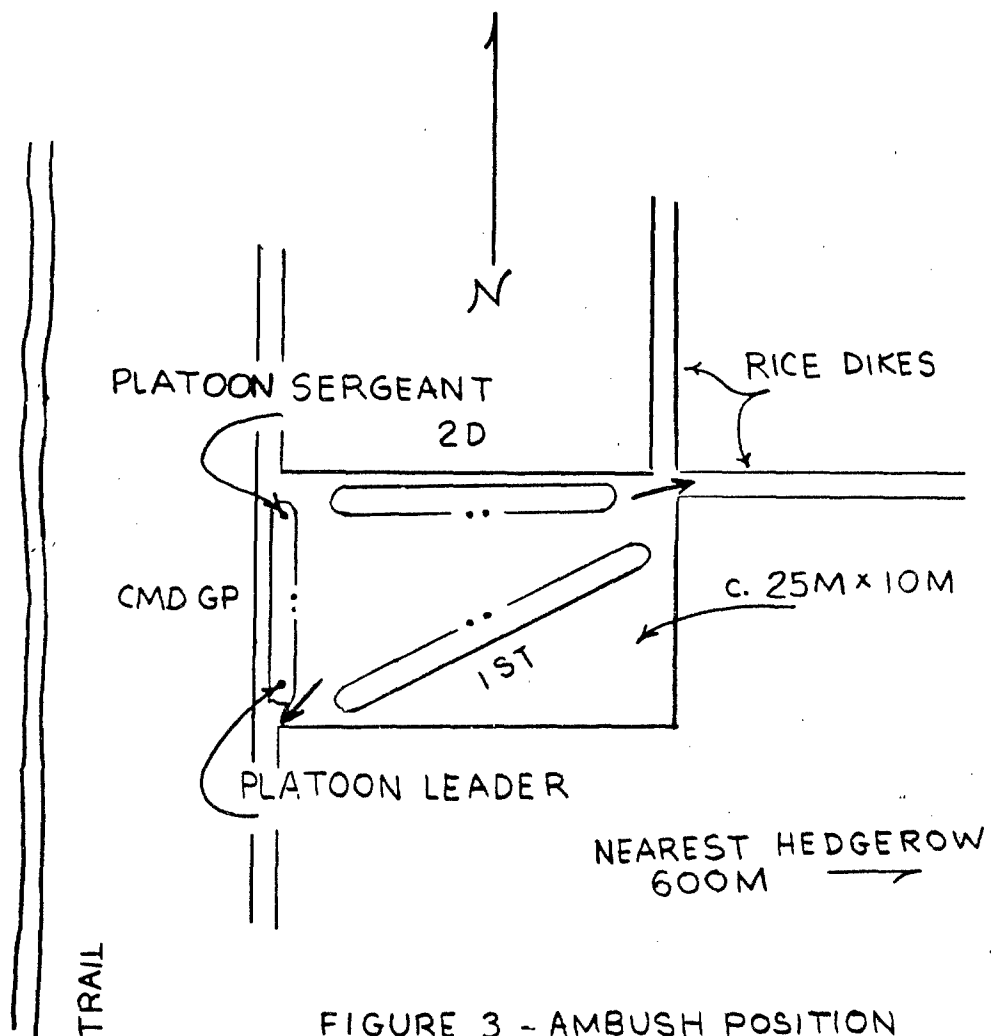 N
PLATOON SERGEANT
RICE DIKES
2D
CMD GP
c. 25M x 10M
1ST
PLATOON LEADER
NEAREST HEDGEROW
600M
TRAIL
FIGURE 3 - AMBUSH POSITION